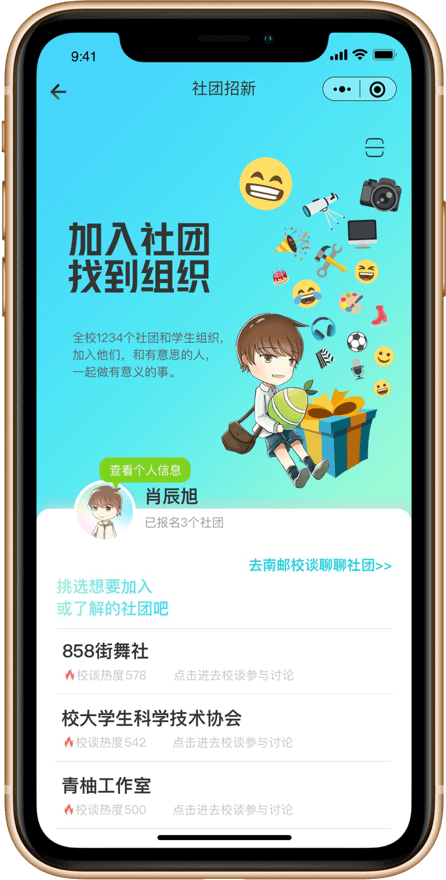 9:41
社团招新
加入社团
找到组织
全校1234个社团和学生组织，
加入他们，和有意思的人，
一起做有意义的事。
查看个人信息
肖辰旭
已报名3个社团
去南邮校谈聊聊社团>>
挑选想要加入
或了解的社团吧
858街舞社
校谈热度578 点击进去校谈参与讨论
校大学生科学技术协会
校谈热度542 点击进去校谈参与讨论
青柚工作室
校谈热度500 点击进去校谈参与讨论